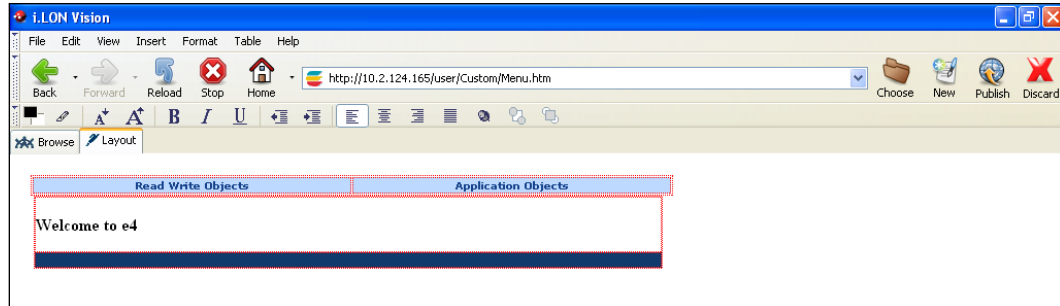 i.LON Vision
File Edit View Insert Format Table Help
http://10.2.124.165/user/Custom/Menu.htm
Back Forward Reload Stop Home Choose New Publish Discard
A A B I U
Browse Layout
Read Write Objects Application Objects
Welcome to e4